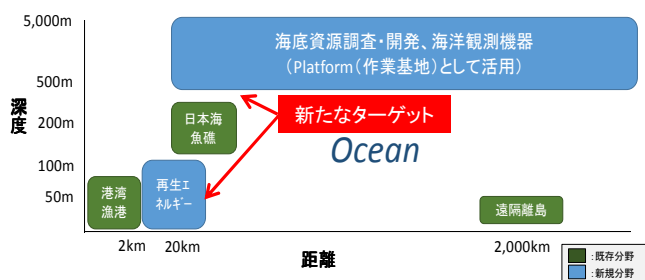 5,000m
海底資源調査・開発、海洋観測機器
(Platform(作業基地)として活用)
500m
深度
新たなターゲット
日本海
魚礁
200m
Ocean
100m
再生エ
ネルギー
50m
港湾
漁港
遠隔離島
2km
20km
距離
2,000km
:既存分野
:新規分野